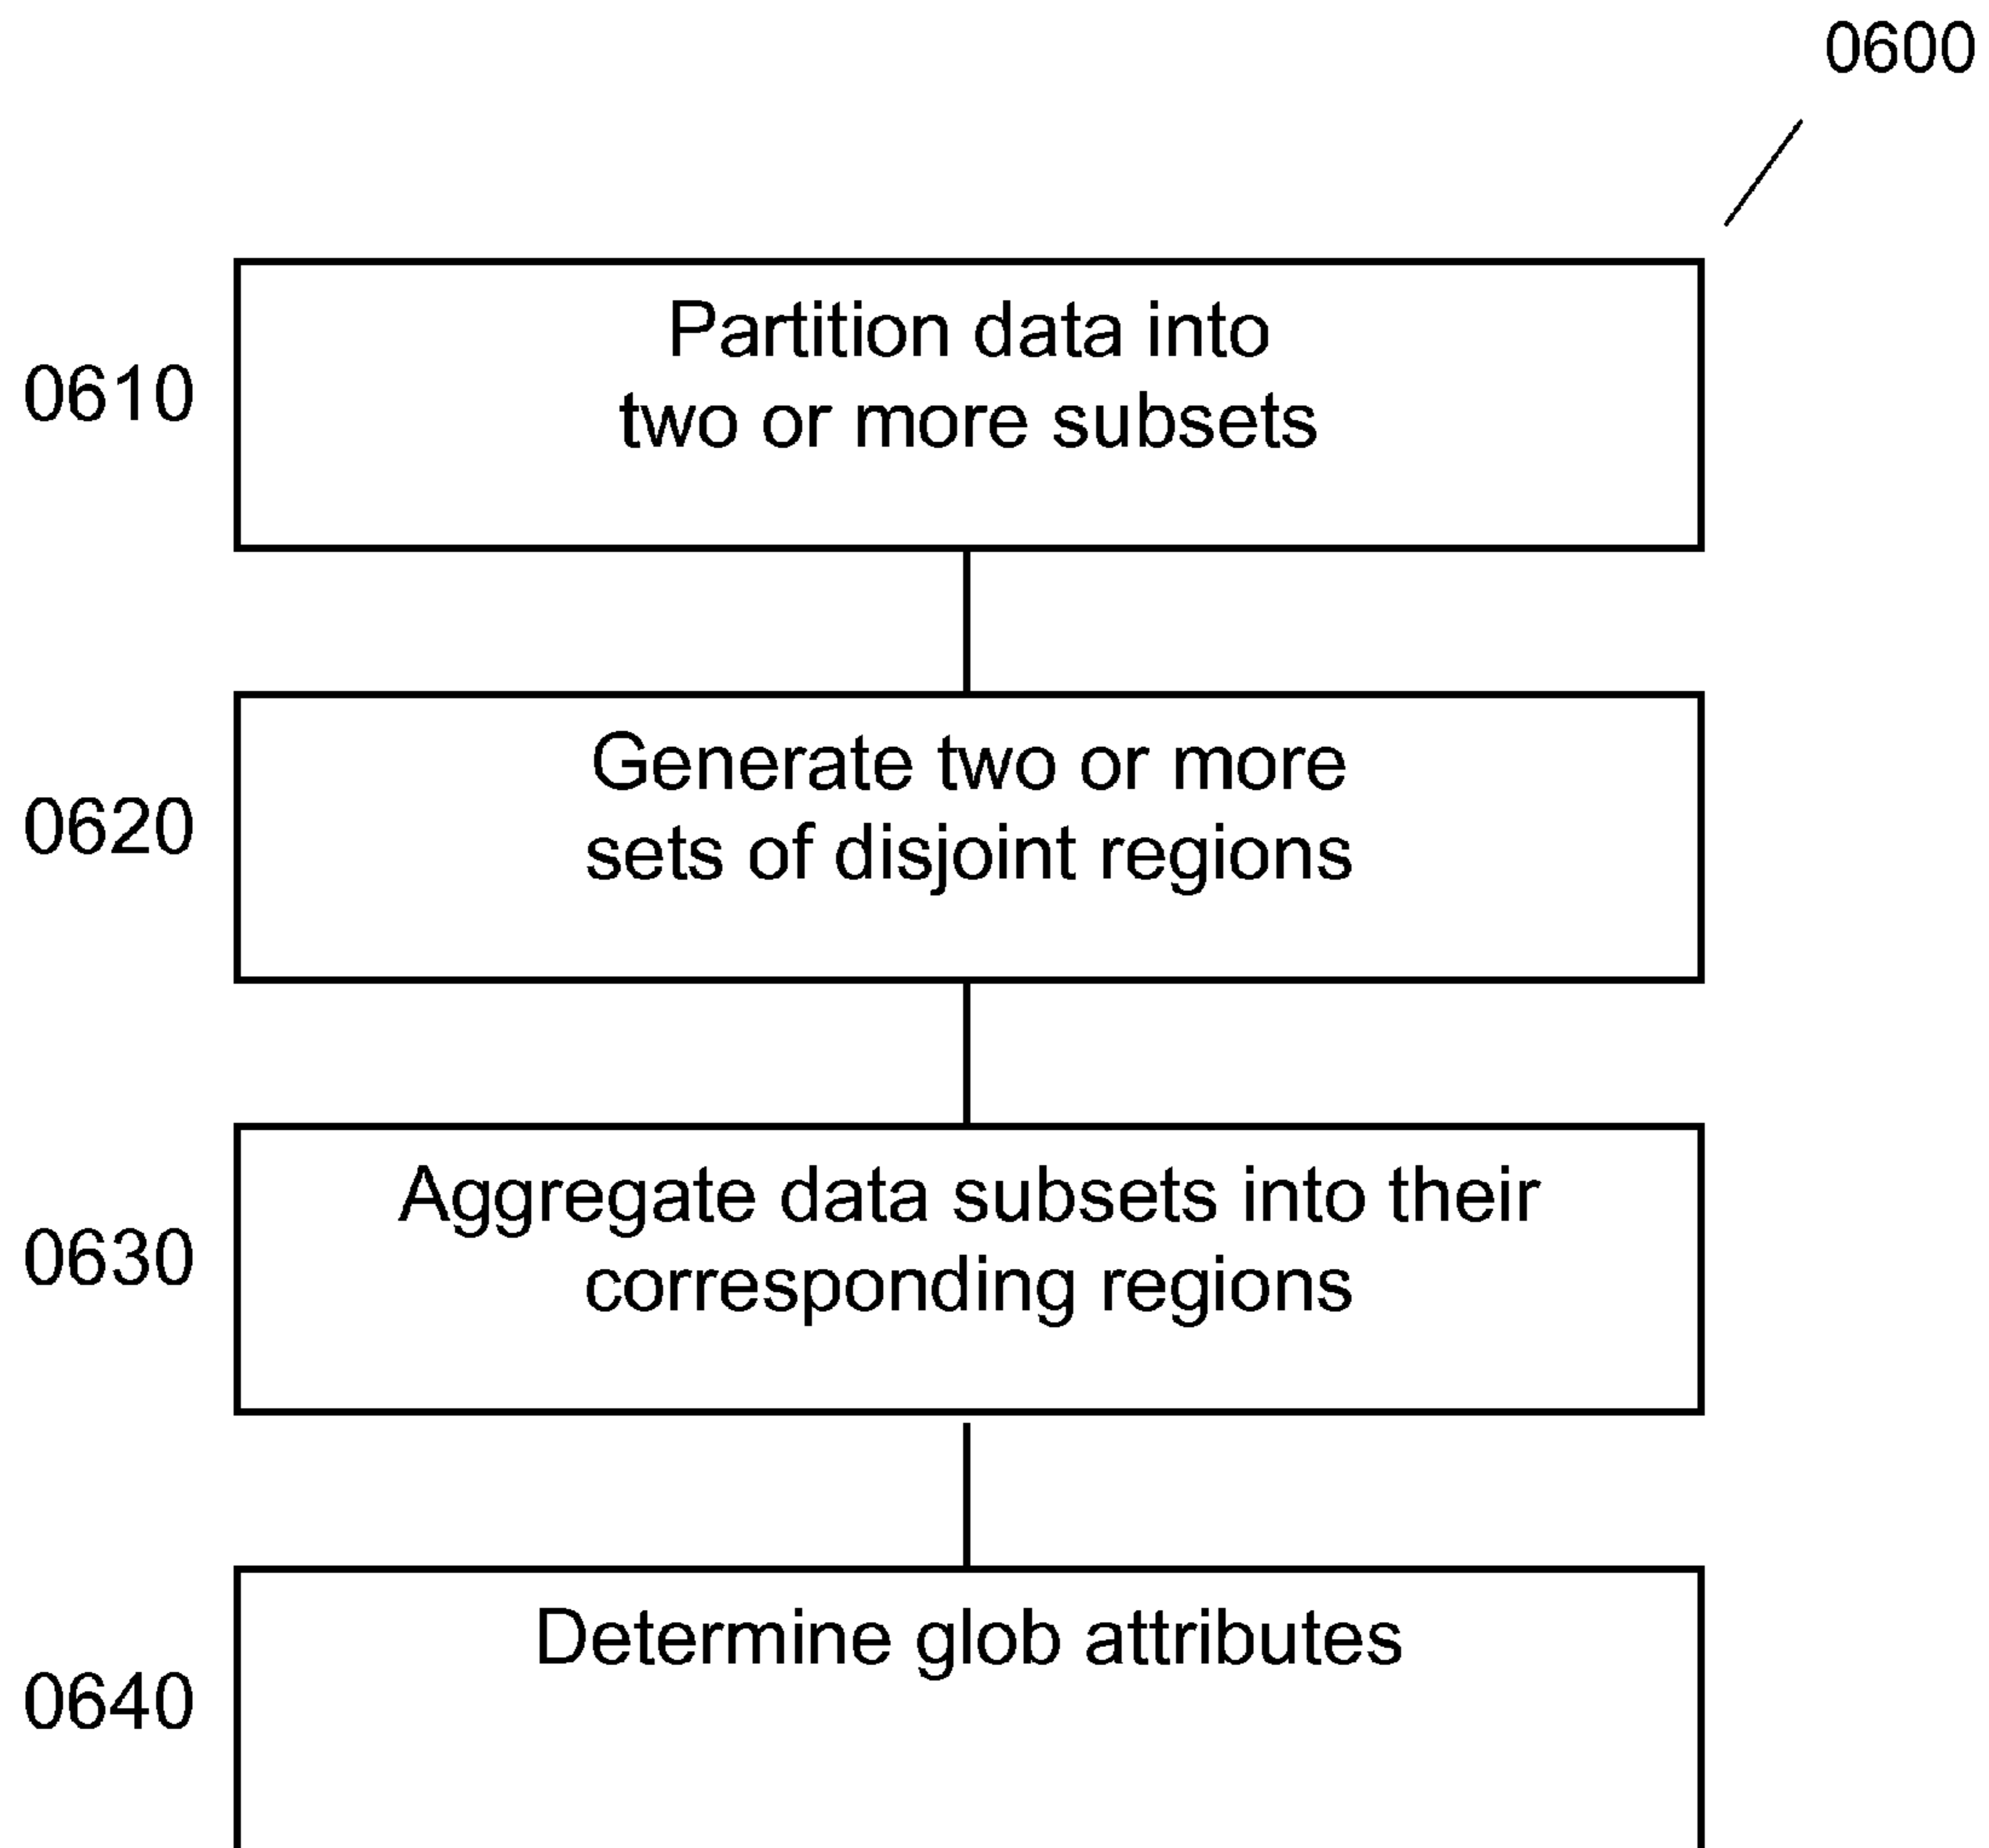 0600
0610
Partition data into
two or more subsets
0620
Generate two or more
sets of disjoint regions
0630
Aggregate data subsets into their
corresponding regions
0640
Determine glob attributes